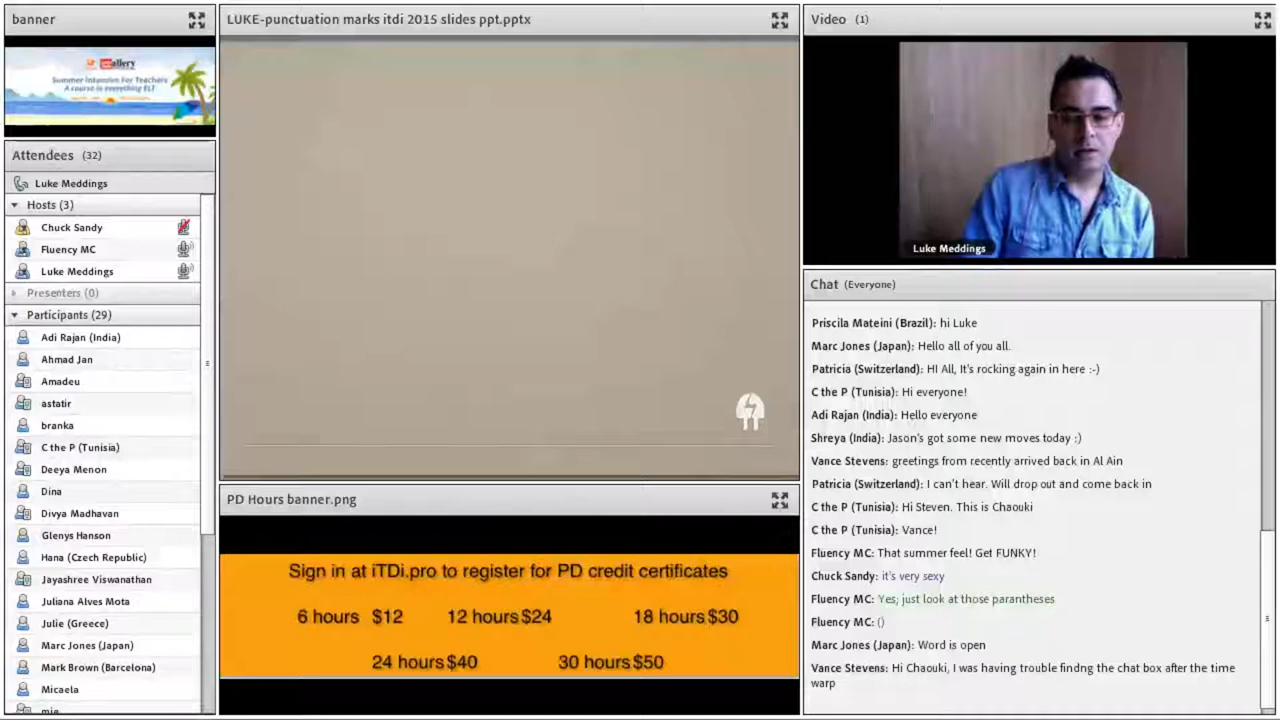 banner
allery
Summer Intensive For Teachers
A course is everything ELT
Attendees (32)
Luke Meddings
Hosts (3)
Chuck Sandy
Fluency MC
Luke Meddings
Presenters (0)
Participants (29)
Adi Rajan (India)
Ahmad Jan
Amadeu
astatir
branka
C the P (Tunisia)
Deeya Menon
Dina
Divya Madhavan
Glenys Hanson
Hana (Czech Republic)
Jayashree Viswanathan
Juliana Alves Mota
Julie (Greece)
Marc Jones (Japan)
Mark Brown (Barcelona)
Micaela
LUKE-punctuation marks itdi 2015 slides ppt.pptx
PD Hours banner.png
Sign in at iTDi.pro to register for PD credit certificates
6 hours $12 12 hours $24 18 hours $30
24 hours $40 30 hours $50
Video (1)
Luke Meddings
Chat (Everyone)
Priscila Mateini (Brazil): hi Luke
Marc Jones (Japan): Hello all of you all.
Patricia (Switzerland): HI All, It's rocking again in here :-)
C the P (Tunisia): Hi everyone!
Adi Rajan (India): Hello everyone
Shreya (India): Jason's got some new moves today :)
Vance Stevens: greetings from recently arrived back in Al Ain
Patricia (Switzerland): I can't hear. Will drop out and come back in
C the P (Tunisia): Hi Steven. This is Chaouki
C the P (Tunisia): Vance!
Fluency MC: That summer feel! Get FUNKY!
Chuck Sandy: it's very sexy
Fluency MC: Yes; just look at those parantheses
Fluency MC: ()
Marc Jones (Japan): Word is open
Vance Stevens: Hi Chaouki, I was having trouble findng the chat box after the time
warp